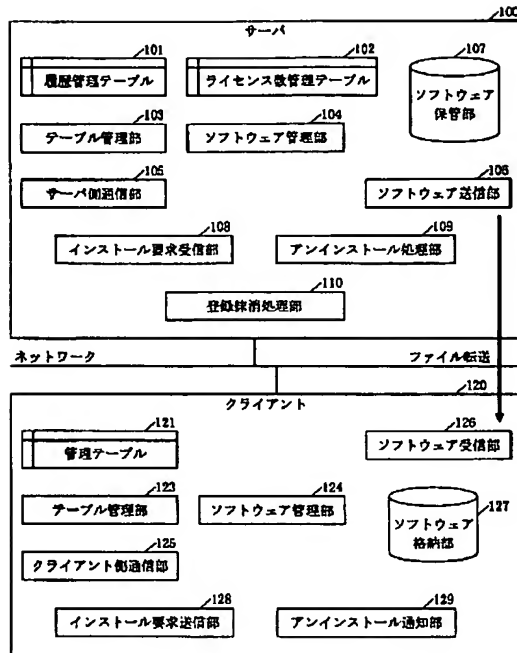 100
サーバ
101
102
107
履歴管理テーブル
ライセンス数管理テーブル
ソフトウェア
保管部
103
104
テーブル管理部
ソフトウェア管理部
105
106
サーバ側通信部
ソフトウェア送信部
108
109
インストール要求受信部
アンインストール処理部
110
登録抹消処理部
ネットワーク
ファイル転送
120
クライアント
121
126
管理テーブル
ソフトウェア受信部
123
124
テーブル管理部
ソフトウェア管理部
127
ソフトウェア
格納部
125
クライアント側通信部
128
129
インストール要求送信部
アンインストール通知部